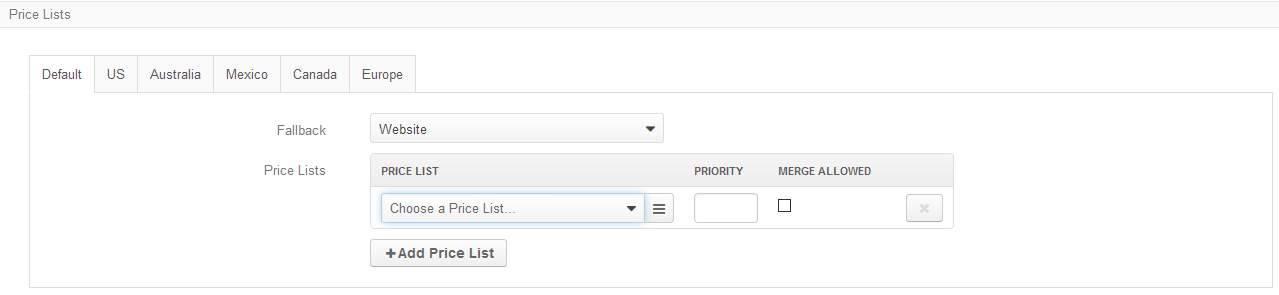 Price Lists
Default US Australia Mexico Canada Europe
Fallback Website
Price Lists PRICE LIST PRIORITY MERGE ALLOWED
Choose a Price List...
+Add Price List